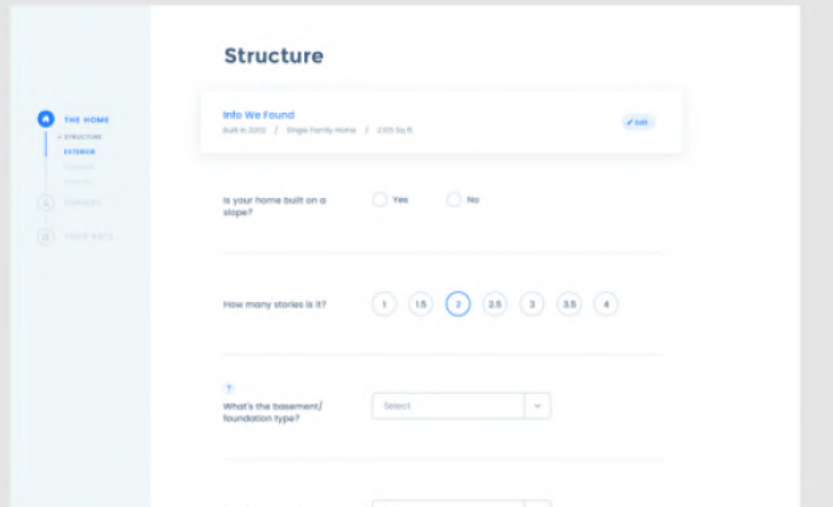 Structure
Info We Found
Built in 2002 / Single Family Home / Sq ft
Edit
THE HOME
✓ STRUCTURE
EXTERIOR
Is your home built on a
slope?
Yes
No
How many stories is it?
1
1.5
2
2.5
3
3.5
4
?
What's the basement/
foundation type?
Select